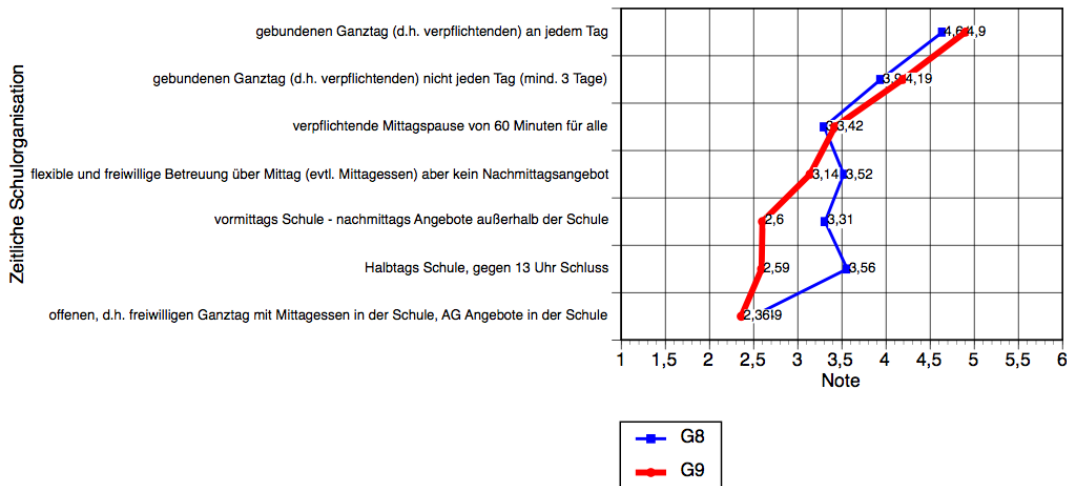 Zeitliche Schulorganisation
gebundenen Ganztag (d.h. verpflichtenden) an jedem Tag
4,9
gebundenen Ganztag (d.h. verpflichtenden) nicht jeden Tag (mind. 3 Tage)
4,19
verpflichtende Mittagspause von 60 Minuten für alle
3,42
flexible und freiwillige Betreuung über Mittag (evtl. Mittagessen) aber kein Nachmittagsangebot
3,14 3,52
vormittags Schule - nachmittags Angebote außerhalb der Schule
2,6 3,31
Halbtags Schule, gegen 13 Uhr Schluss
2,59 3,56
offenen, d.h. freiwilligen Ganztag mit Mittagessen in der Schule, AG Angebote in der Schule
2,36
1 1,5 2 2,5 3 3,5 4 4,5 5 5,5 6
Note
G8
G9